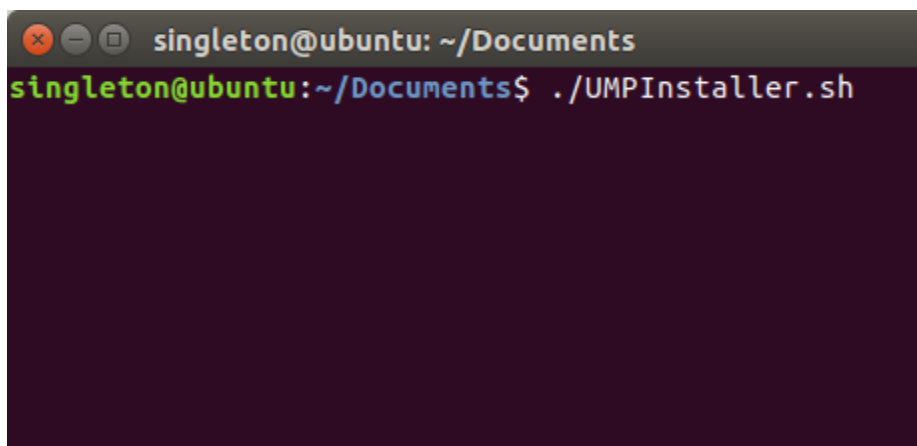 singleton@ubuntu: ~/Documents
singleton@ubuntu:~/Documents$ ./UMPInstaller.sh